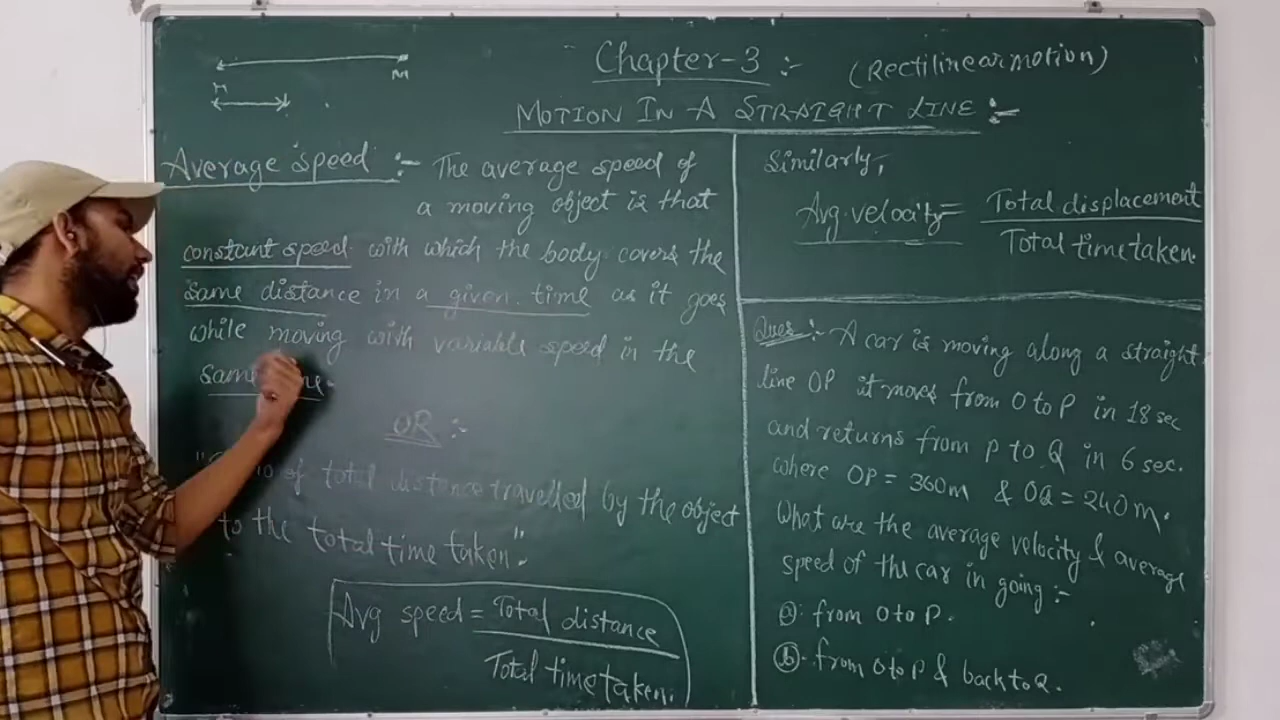 Chapter-3 :- (Rectilinear motion)
MOTION IN A STRAIGHT LINE :-
Average speed :- The average speed of
a moving object is that
constant speed with which the body covers the
same distance in a given time as it goes
while moving with variable speed in the
same
OR :-
of total distance travelled by the object
to the total time taken".
Avg speed = Total distance
Total time taken.
Similarly,
Avg. velocity = Total displacement
Total time taken.
Ques :- A car is moving along a straight
line OP it moves from O to P in 18 sec
and returns from p to Q in 6 sec.
where OP = 360m & OQ = 240m.
What are the average velocity & average
speed of the car in going :-
a. from O to P.
b. from O to P & back to Q.